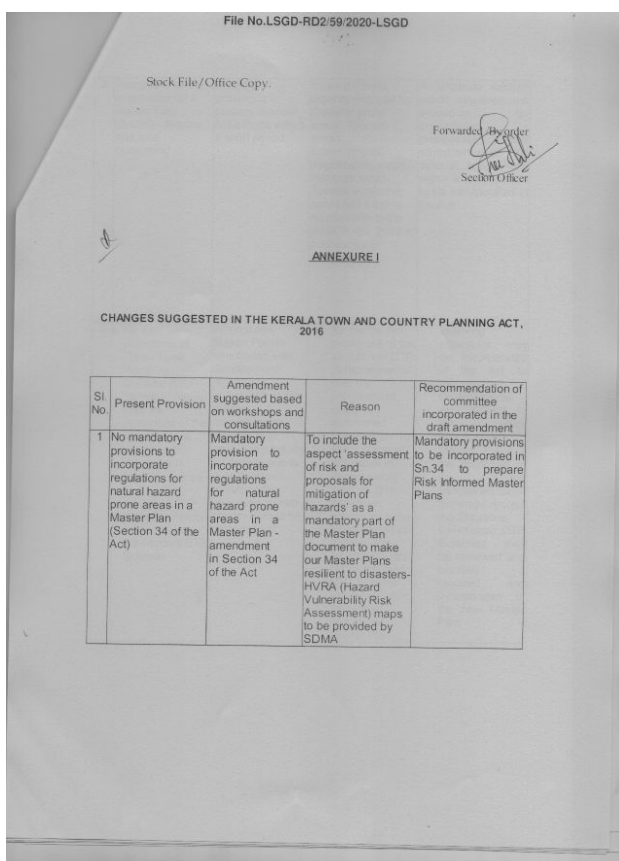 File No.LSGD-RD2/59/2020-LSGD
Stock File/Office Copy.
Forwarded By order
Section Officer
ANNEXURE I
CHANGES SUGGESTED IN THE KERALA TOWN AND COUNTRY PLANNING ACT,
2016
Sl.
No.
Present Provision
Amendment
suggested based
on workshops and
consultations
Reason
Recommendation of
committee
incorporated in the
draft amendment
1
No mandatory
provisions to
incorporate
regulations for
natural hazard
prone areas in a
Master Plan
(Section 34 of the
Act)
Mandatory
provision to
incorporate
regulations
for natural
hazard prone
areas in a
Master Plan -
amendment
in Section 34
of the Act
To include the
aspect 'assessment
of risk and
proposals for
mitigation of
hazards' as a
mandatory part of
the Master Plan
document to make
our Master Plans
resilient to disasters-
HVRA (Hazard
Vulnerability Risk
Assessment) maps
to be provided by
SDMA
Mandatory provisions
to be incorporated in
Sn.34 to prepare
Risk Informed Master
Plans